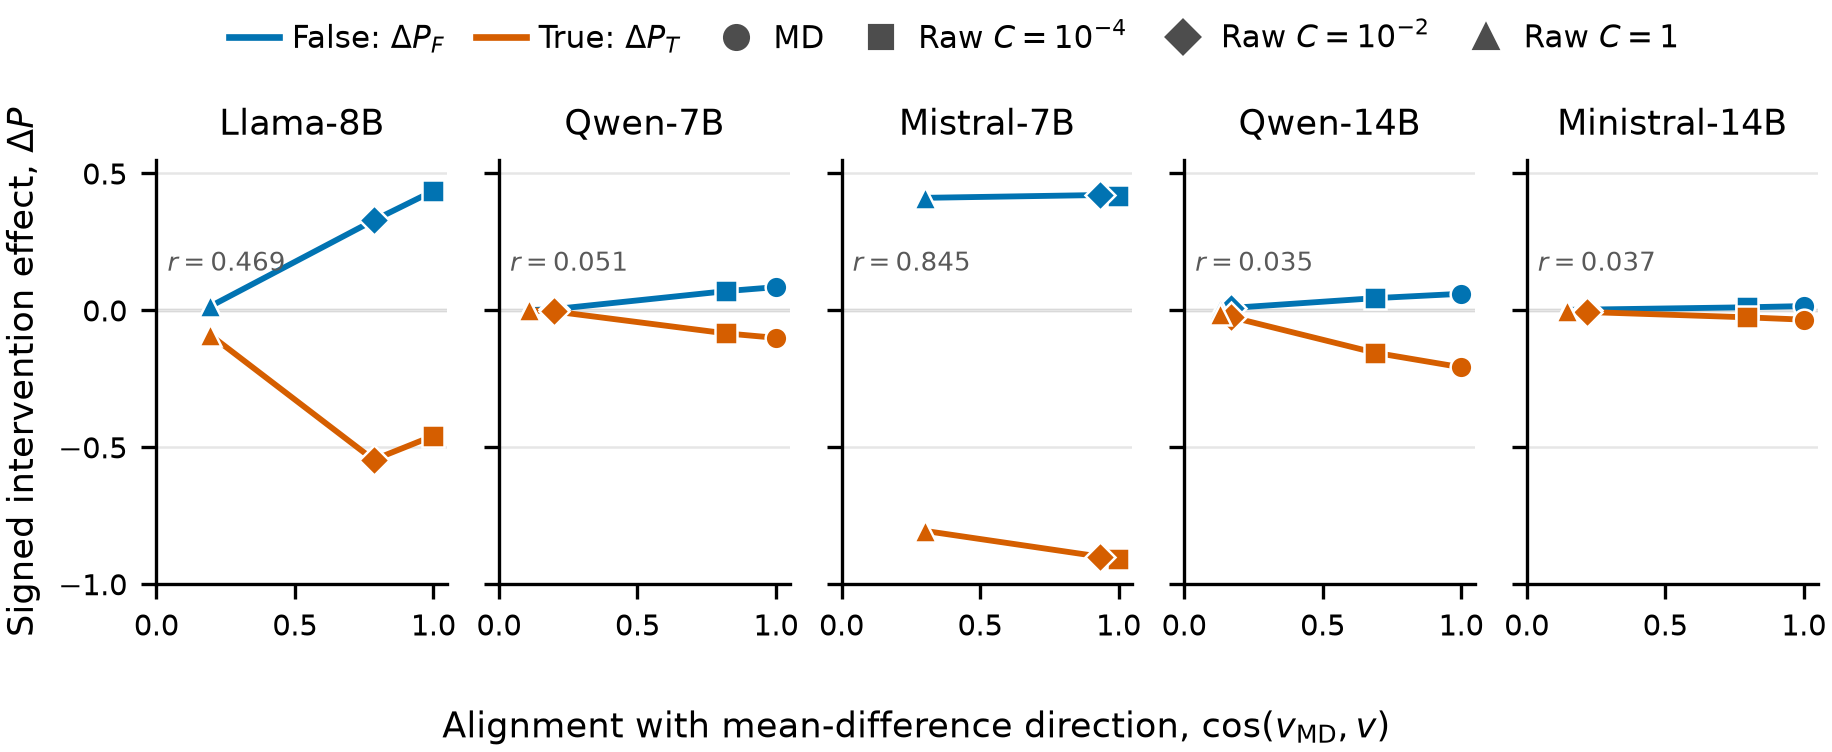 False: ΔP_F True: ΔP_T MD Raw C = 10⁻⁴ Raw C = 10⁻² Raw C = 1
Llama-8B Qwen-7B Mistral-7B Qwen-14B Ministral-14B
Signed intervention effect, ΔP
0.5
0.0
−0.5
−1.0
r = 0.469 r = 0.051 r = 0.845 r = 0.035 r = 0.037
0.0 0.5 1.0 0.0 0.5 1.0 0.0 0.5 1.0 0.0 0.5 1.0 0.0 0.5 1.0
Alignment with mean-difference direction, cos(v_MD, v)